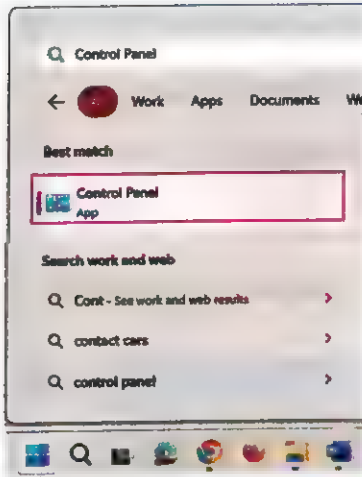 Control Panel
Work Apps Documents We
Best match
Control Panel
App
Search work and web
Cont - See work and web results
contact cars
control panel